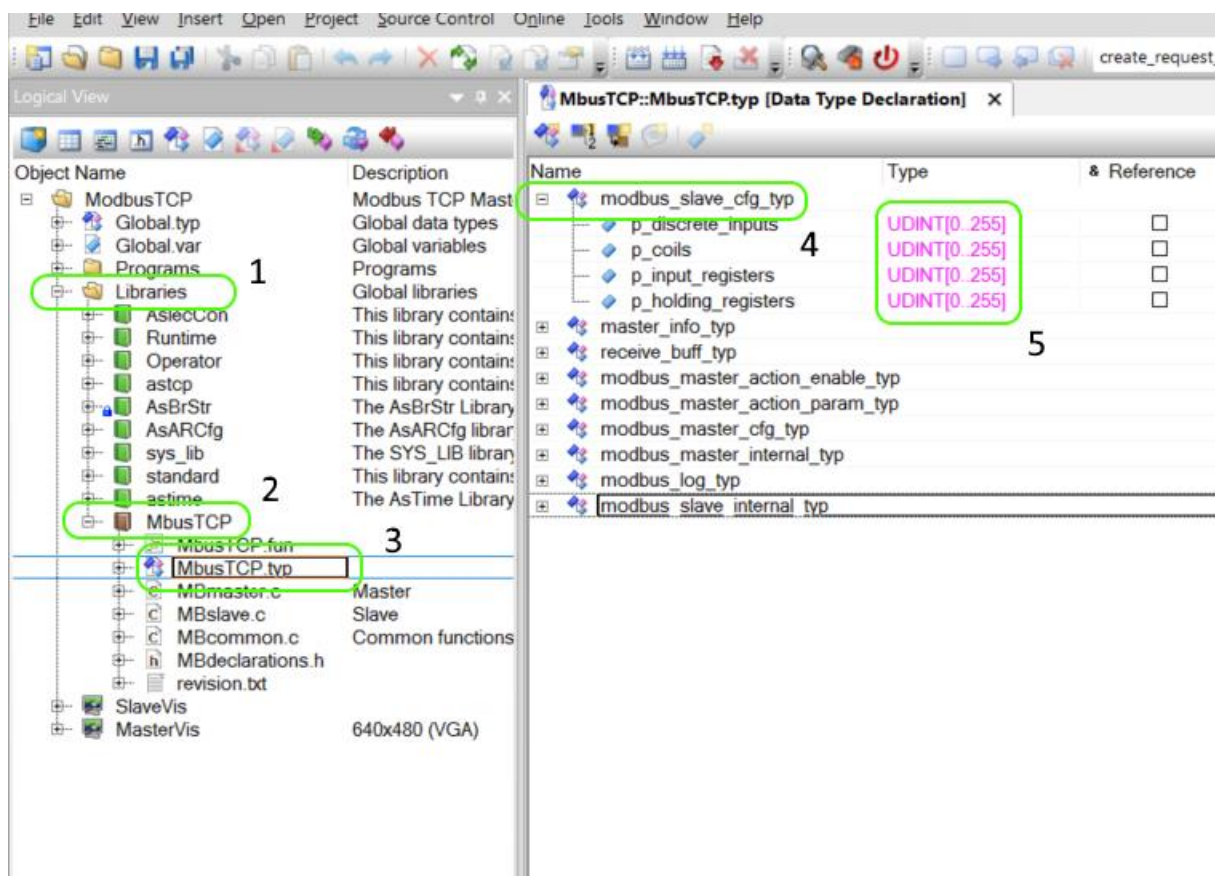 File Edit View Insert Open Project Source Control Online Tools Window Help
create_request_
Logical View
Object Name Description
ModbusTCP Modbus TCP Mast
Global.typ Global data types
Global.var Global variables
Programs Programs
1
Libraries Global libraries
AsIecCon This library contains
Runtime This library contains
Operator This library contains
astcp This library contains
AsBrStr The AsBrStr Library
AsARCfg The AsARCfg librar
sys_lib The SYS_LIB library
standard This library contains
2
astime The AsTime Library
MbusTCP
MbusTCP.fun
3
MbusTCP.typ
MBmaster.c Master
MBslave.c Slave
MBcommon.c Common functions
MBdeclarations.h
revision.txt
SlaveVis
MasterVis 640x480 (VGA)
MbusTCP::MbusTCP.typ [Data Type Declaration] X
Name Type & Reference
modbus_slave_cfg_typ
p_discrete_inputs UDINT[0..255]
4
p_coils UDINT[0..255]
p_input_registers UDINT[0..255]
p_holding_registers UDINT[0..255]
master_info_typ
5
receive_buff_typ
modbus_master_action_enable_typ
modbus_master_action_param_typ
modbus_master_cfg_typ
modbus_master_internal_typ
modbus_log_typ
modbus_slave_internal_typ